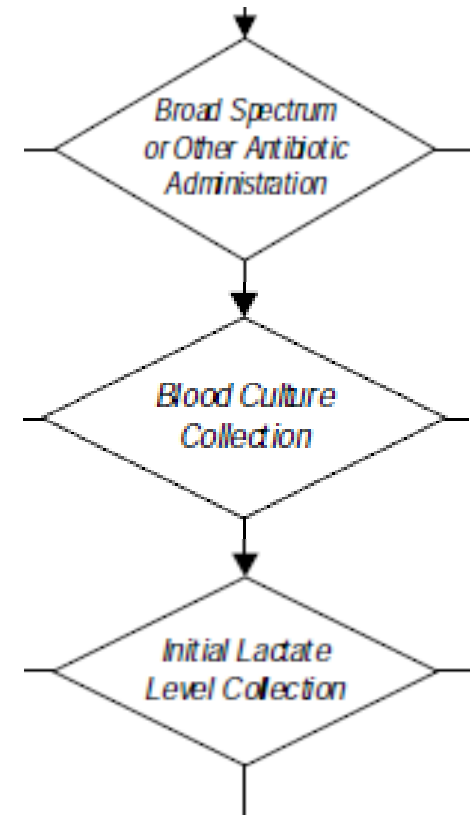 Broad Spectrum
or Other Antibiotic
Administration
Blood Culture
Collection
Initial Lactate
Level Collection